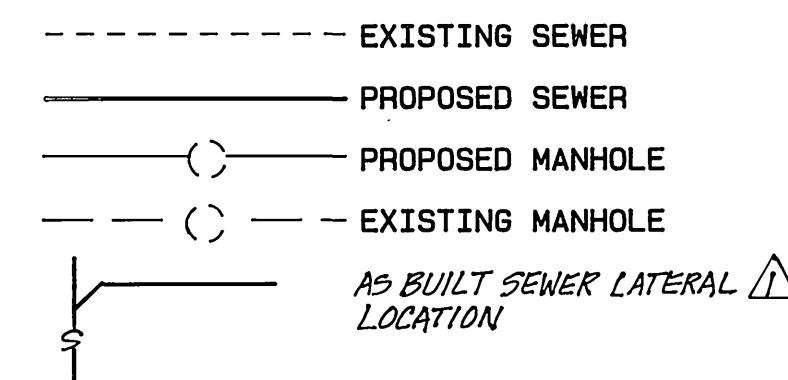 EXISTING SEWER
PROPOSED SEWER
PROPOSED MANHOLE
EXISTING MANHOLE
AS BUILT SEWER LATERAL 1
LOCATION
S